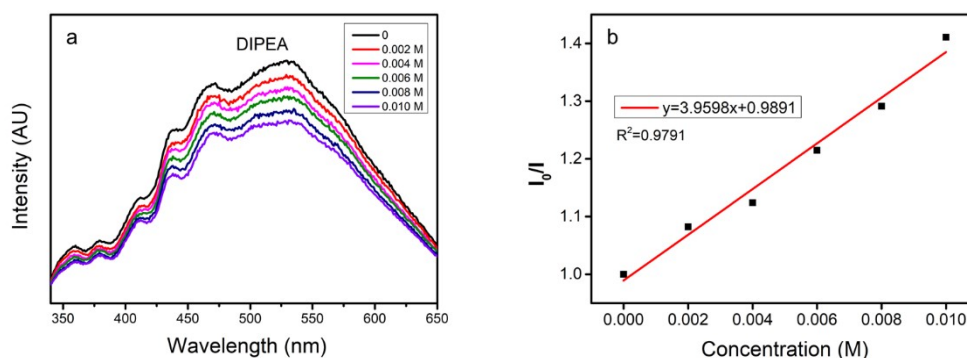 a
DIPEA
0
0.002 M
0.004 M
0.006 M
0.008 M
0.010 M
Intensity (AU)
350 400 450 500 550 600 650
Wavelength (nm)
b
1.4
1.3
1.2
1.1
1.0
I₀/I
y=3.9598x+0.9891
R²=0.9791
0.000 0.002 0.004 0.006 0.008 0.010
Concentration (M)